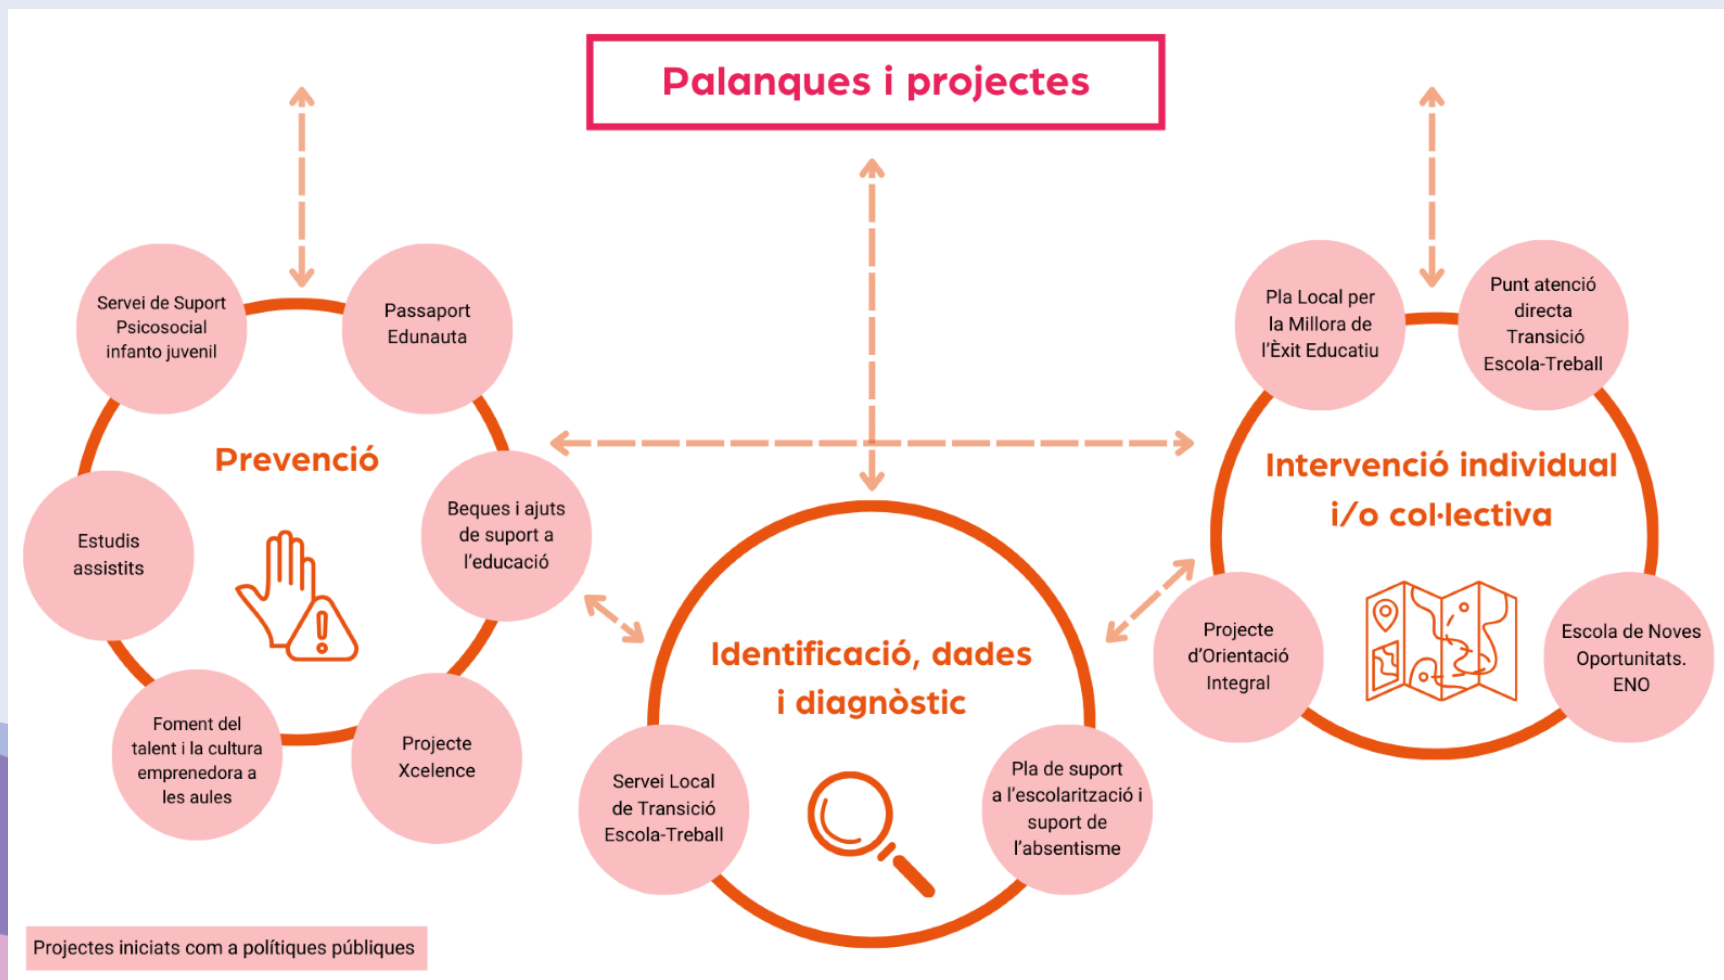 Palanques i projectes
Servei de Suport
Psicosocial
infanto juvenil
Passaport
Edunauta
Prevenció
Beques i ajuts
de suport a
l'educació
Estudis
assistits
Foment del
talent i la cultura
emprenedora a
les aules
Projecte
Xcelence
Identificació, dades
i diagnòstic
Servei Local
de Transició
Escola-Treball
Pla de suport
a l'escolarització i
suport de
l'absentisme
Pla Local per
la Millora de
l'Èxit Educatiu
Punt atenció
directa
Transició
Escola-Treball
Intervenció individual
i/o col·lectiva
Projecte
d'Orientació
Integral
Escola de Noves
Oportunitats.
ENO
Projectes iniciats com a polítiques públiques